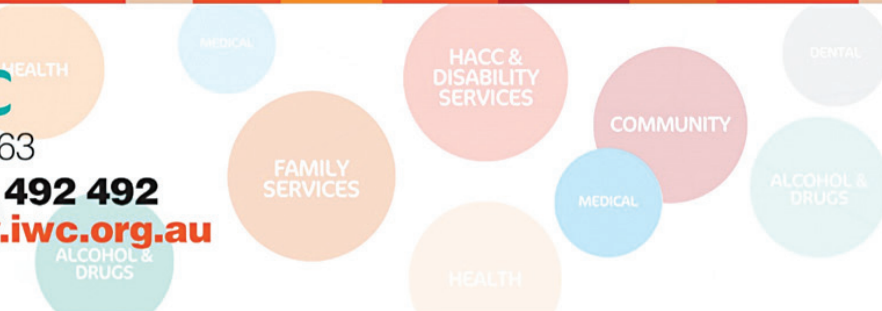 HEALTH
MEDICAL
C
63
492 492
.iwc.org.au
ALCOHOL &
DRUGS
FAMILY
SERVICES
HACC &
DISABILITY
SERVICES
HEALTH
COMMUNITY
MEDICAL
DENTAL
ALCOHOL &
DRUGS